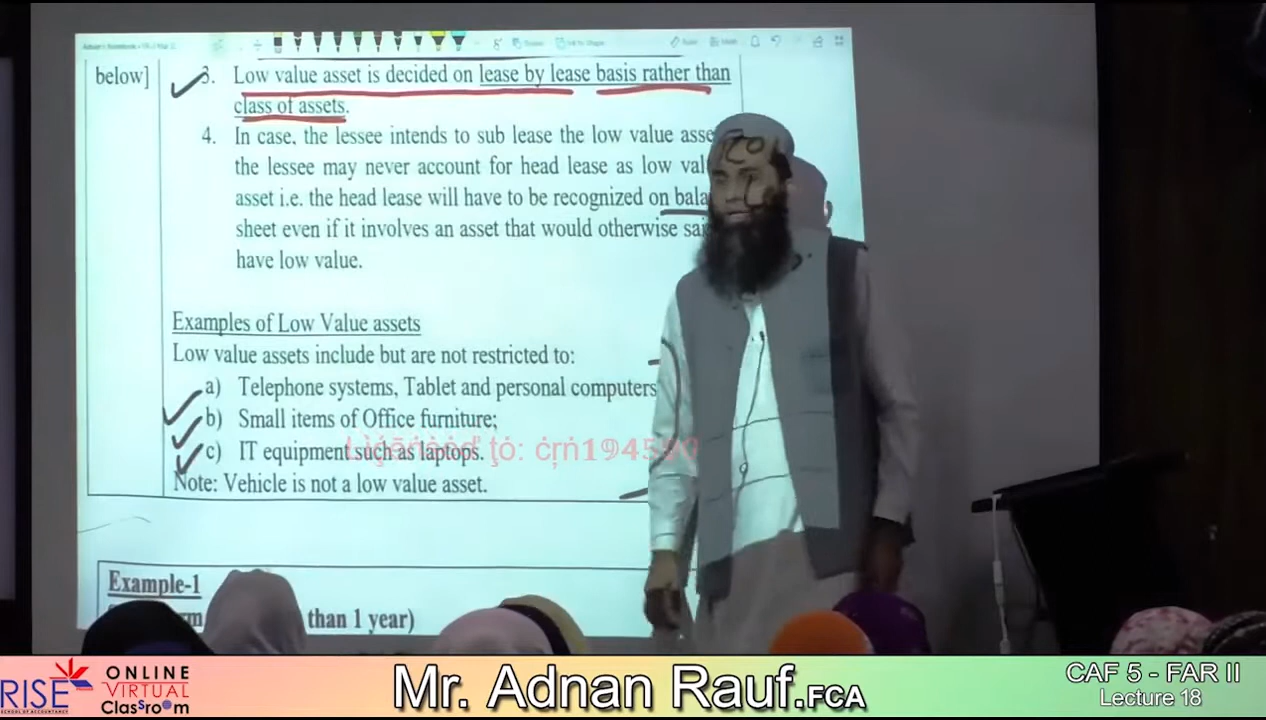 below]
3. Low value asset is decided on lease by lease basis rather than
class of assets.
4. In case, the lessee intends to sub lease the low value asse
the lessee may never account for head lease as low val
asset i.e. the head lease will have to be recognized on bala
sheet even if it involves an asset that would otherwise sai
have low value.
Examples of Low Value assets
Low value assets include but are not restricted to:
a) Telephone systems, Tablet and personal computers
b) Small items of Office furniture;
c) IT equipment such as laptops.
Note: Vehicle is not a low value asset.
Example-1
than 1 year)
RISE
ONLINE
VIRTUAL
Classroom
Mr. Adnan Rauf.FCA
CAF 5 - FAR II
Lecture 18